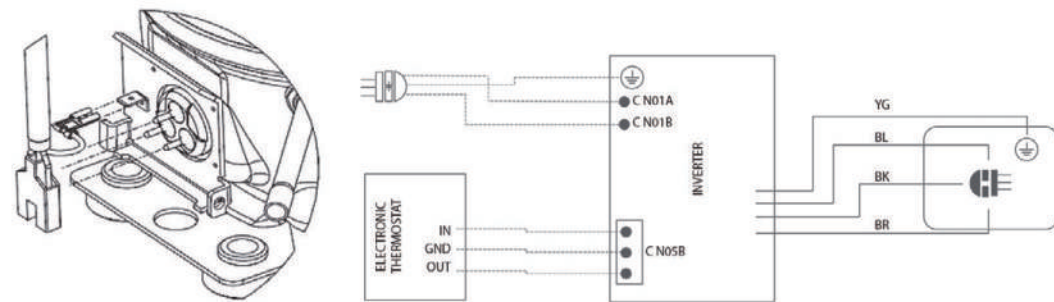 C N01A
C N01B
INVERTER
ELECTRONIC
THERMOSTAT
IN
GND
OUT
C N05B
YG
BL
BK
BR